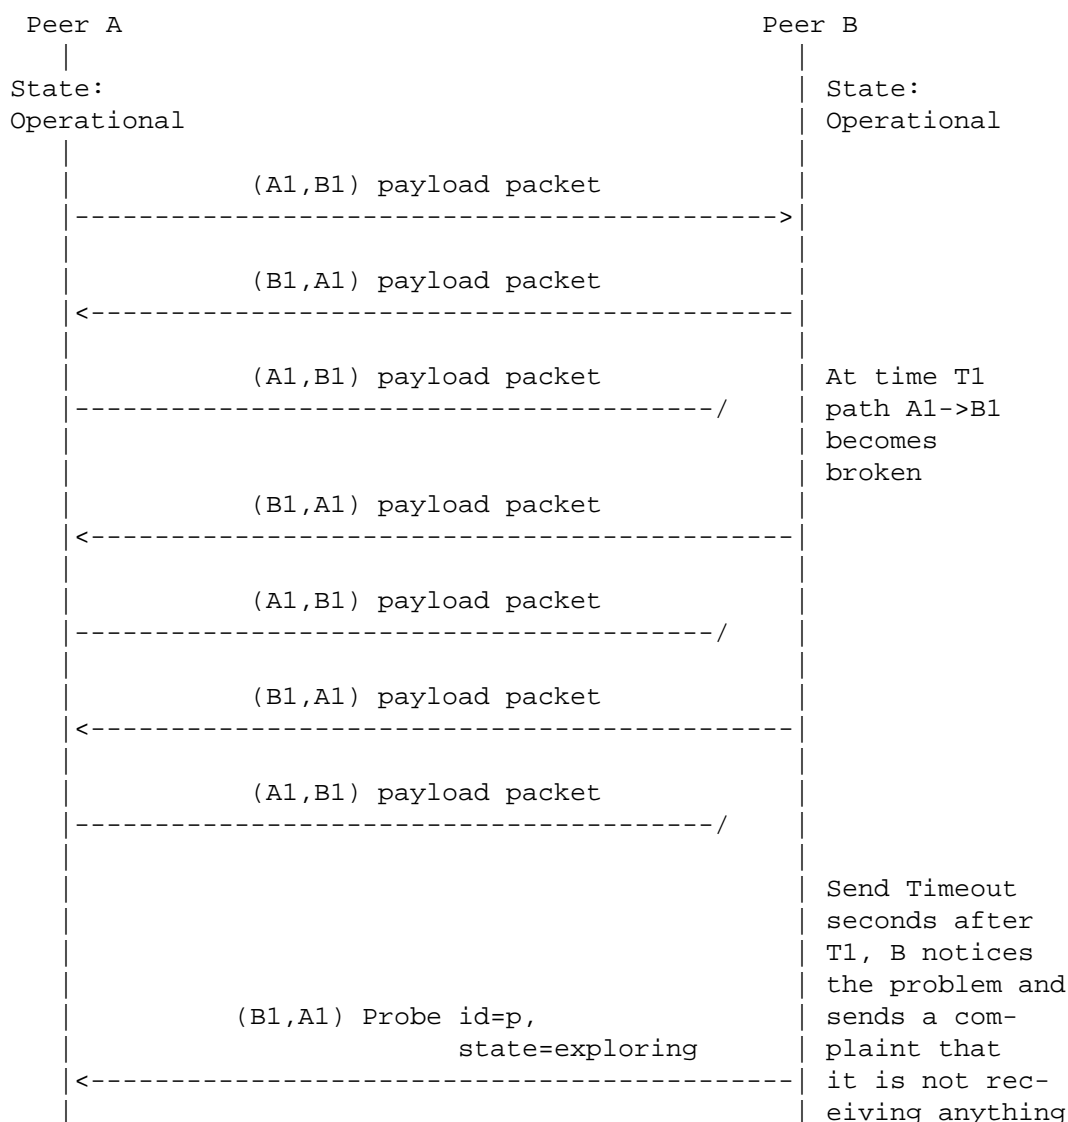 Peer A                                        Peer B
   |                                             |
State:                                           | State:
Operational                                      | Operational
   |                                             |
   |           (A1,B1) payload packet            |
   |-------------------------------------------->|
   |                                             |
   |           (B1,A1) payload packet            |
   |<--------------------------------------------|
   |                                             |
   |           (A1,B1) payload packet            | At time T1
   |----------------------------------------/    | path A1->B1
   |                                             | becomes
   |                                             | broken
   |           (B1,A1) payload packet            |
   |<--------------------------------------------|
   |                                             |
   |           (A1,B1) payload packet            |
   |----------------------------------------/    |
   |                                             |
   |           (B1,A1) payload packet            |
   |<--------------------------------------------|
   |                                             |
   |           (A1,B1) payload packet            |
   |----------------------------------------/    |
   |                                             |
   |                                             | Send Timeout
   |                                             | seconds after
   |                                             | T1, B notices
   |                                             | the problem and
   |          (B1,A1) Probe id=p,                | sends a com-
   |                        state=exploring      | plaint that
   |<--------------------------------------------| it is not rec-
   |                                             | eiving anything